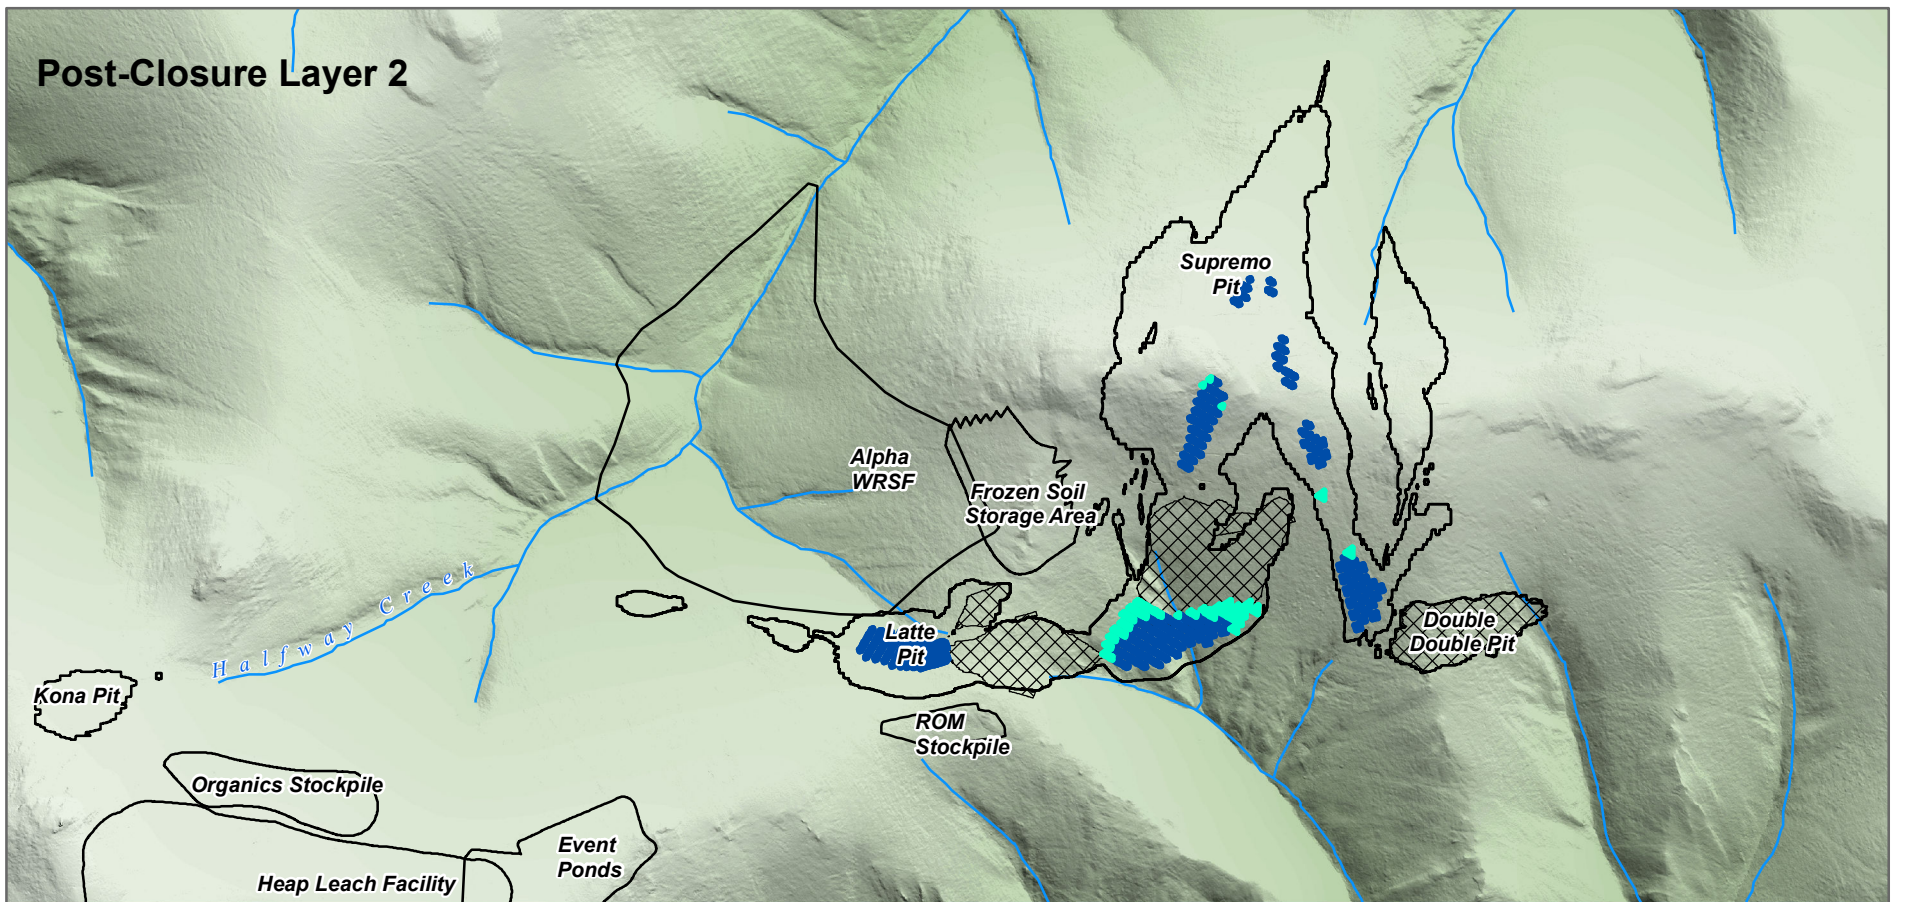 Post-Closure Layer 2
Supremo
Pit
Alpha
WRSF
Frozen Soil
Storage Area
Halfway Creek
Latte
Pit
Double
Double Pit
Kona Pit
ROM
Stockpile
Organics Stockpile
Event
Ponds
Heap Leach Facility